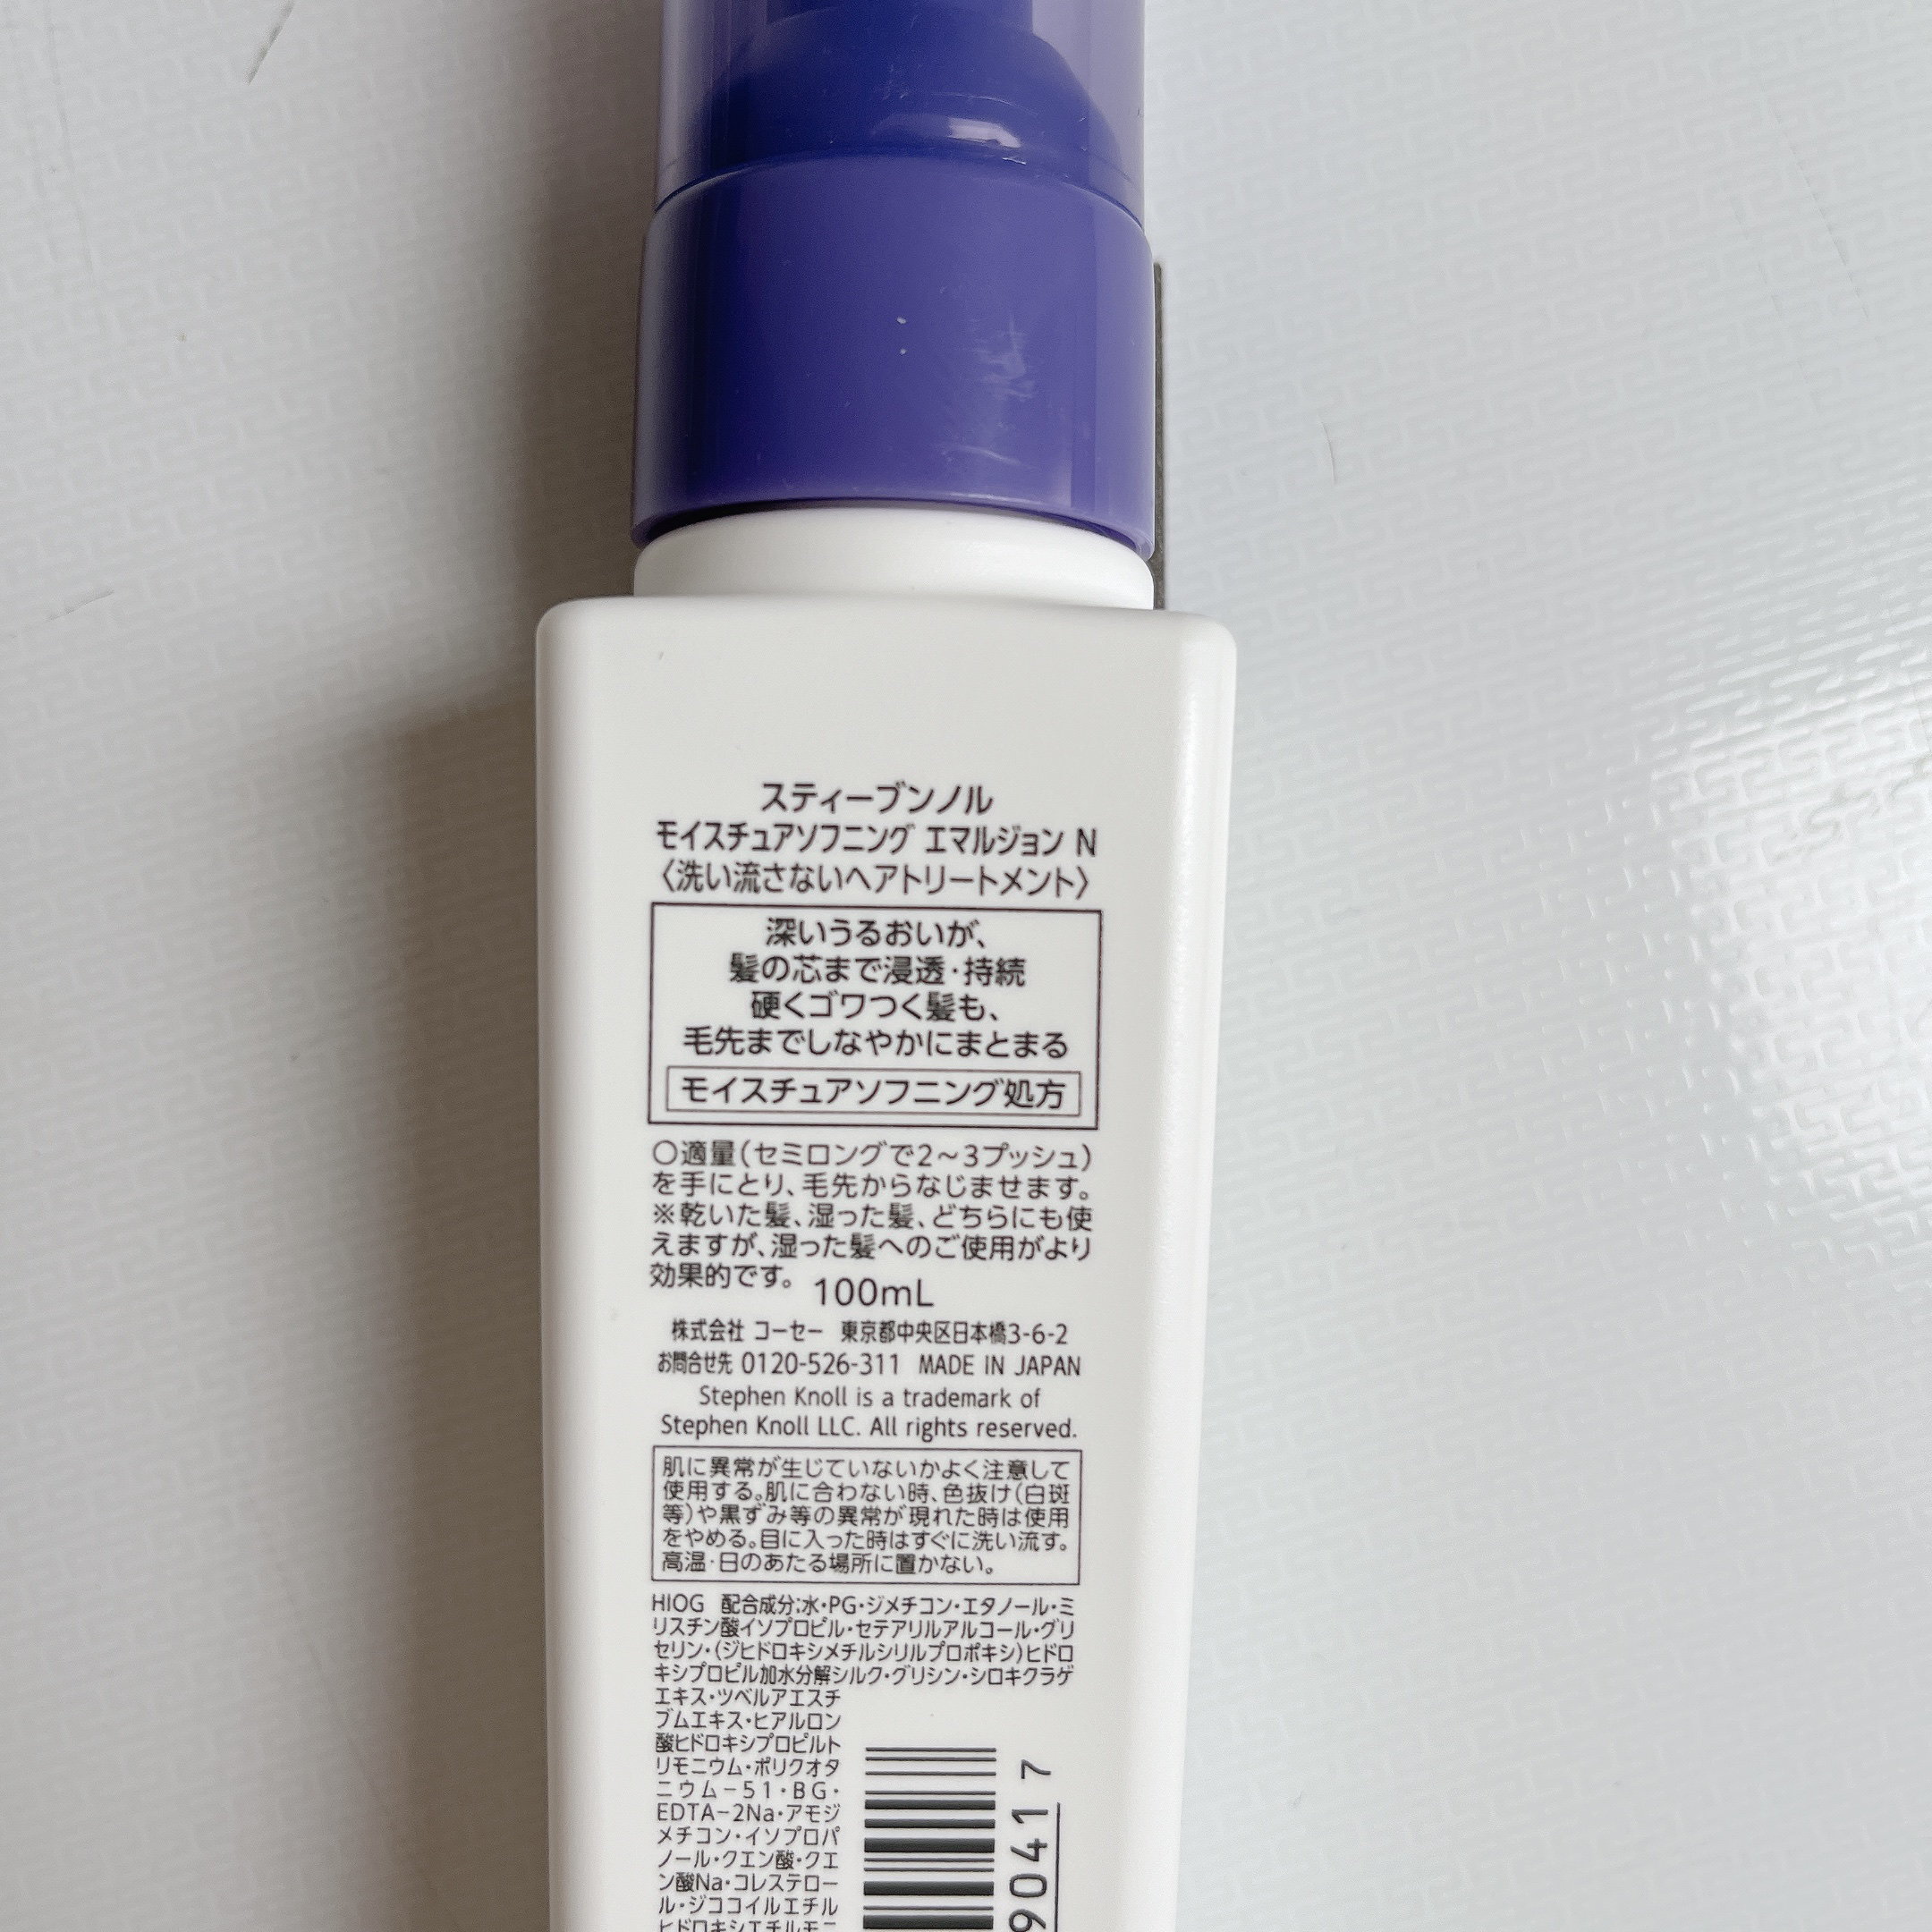 スティーブンノル
モイスチュアソフニング エマルジョン N
〈洗い流さないヘアトリートメント〉
深いうるおいが、
髪の芯まで浸透・持続
硬くゴワつく髪も、
毛先までしなやかにまとまる
モイスチュアソフニング処方
○適量(セミロングで2～3プッシュ)
を手にとり、毛先からなじませます。
※乾いた髪、湿った髪、どちらにも使
えますが、湿った髪へのご使用がより
効果的です。 100mL
株式会社 コーセー 東京都中央区日本橋3-6-2
お問合せ先 0120-526-311 MADE IN JAPAN
Stephen Knoll is a trademark of
Stephen Knoll LLC. All rights reserved.
肌に異常が生じていないかよく注意して
使用する。肌に合わない時、色抜け(白斑
等)や黒ずみ等の異常が現れた時は使用
をやめる。目に入った時はすぐに洗い流す。
高温・日のあたる場所に置かない。
HIOG 配合成分:水・PG・ジメチコン・エタノール・ミ
リスチン酸イソプロピル・セテアリルアルコール・グリ
セリン・(ジヒドロキシメチルシリルプロポキシ)ヒドロ
キシプロピル加水分解シルク・グリシン・シロキクラゲ
エキス・ツベルアエスチ
ブムエキス・ヒアルロン
酸ヒドロキシプロピルト
リモニウム・ポリクオタ
ニウム-51・BG・
EDTA-2Na・アモジ
メチコン・イソプロパ
ノール・クエン酸・クエ
ン酸Na・コレステロー
ル・ジココイルエチル
ヒドロキシエチルモニ
90417